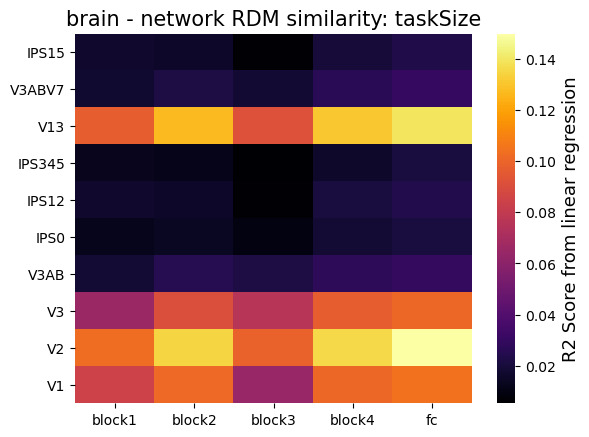 brain - network RDM similarity: taskSize
IPS15
V3ABV7
V13
IPS345
IPS12
IPS0
V3AB
V3
V2
V1
block1 block2 block3 block4 fc
0.14
0.12
0.10
0.08
0.06
0.04
0.02
R2 Score from linear regression